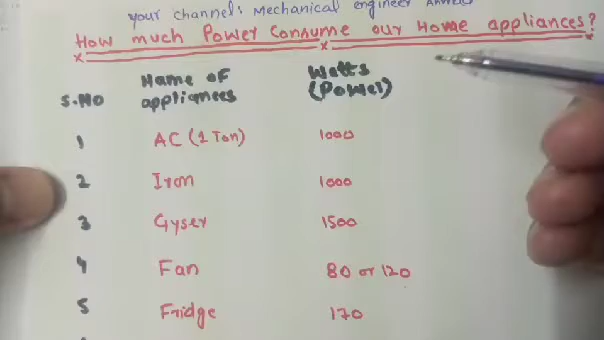 your channel: Mechanical engineer
How much Power Consume our Home appliances?
S.No Name of appliances Watts (Power)
1 AC (1 Ton) 1000
2 Iron 1000
3 Gyser 1500
4 Fan 80 or 120
5 Fridge 170